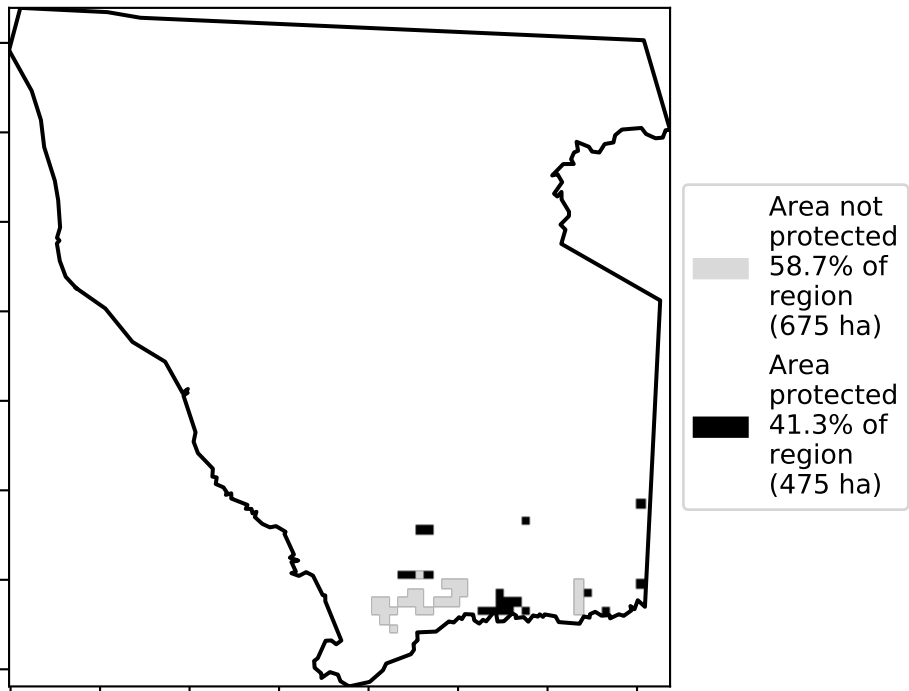 Area not
protected
58.7% of
region
(675 ha)
Area
protected
41.3% of
region
(475 ha)